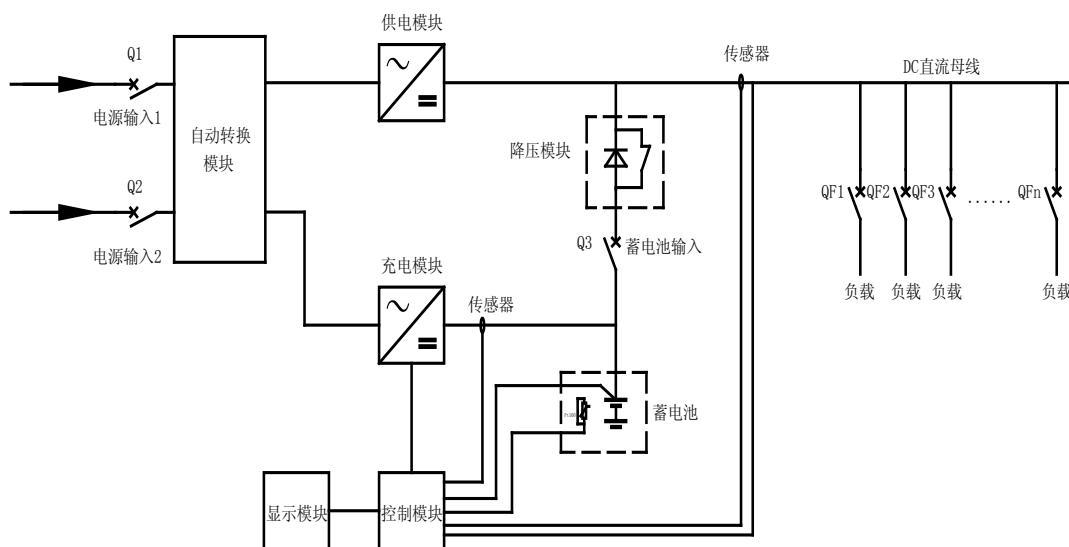 供电模块
Q1
传感器
DC直流母线
电源输入1
自动转换
模块
降压模块
Q2
QF1
QF2
QF3
......
QFn
电源输入2
Q3
蓄电池输入
充电模块
负载
负载
负载
负载
传感器
Pt100
蓄电池
显示模块
控制模块